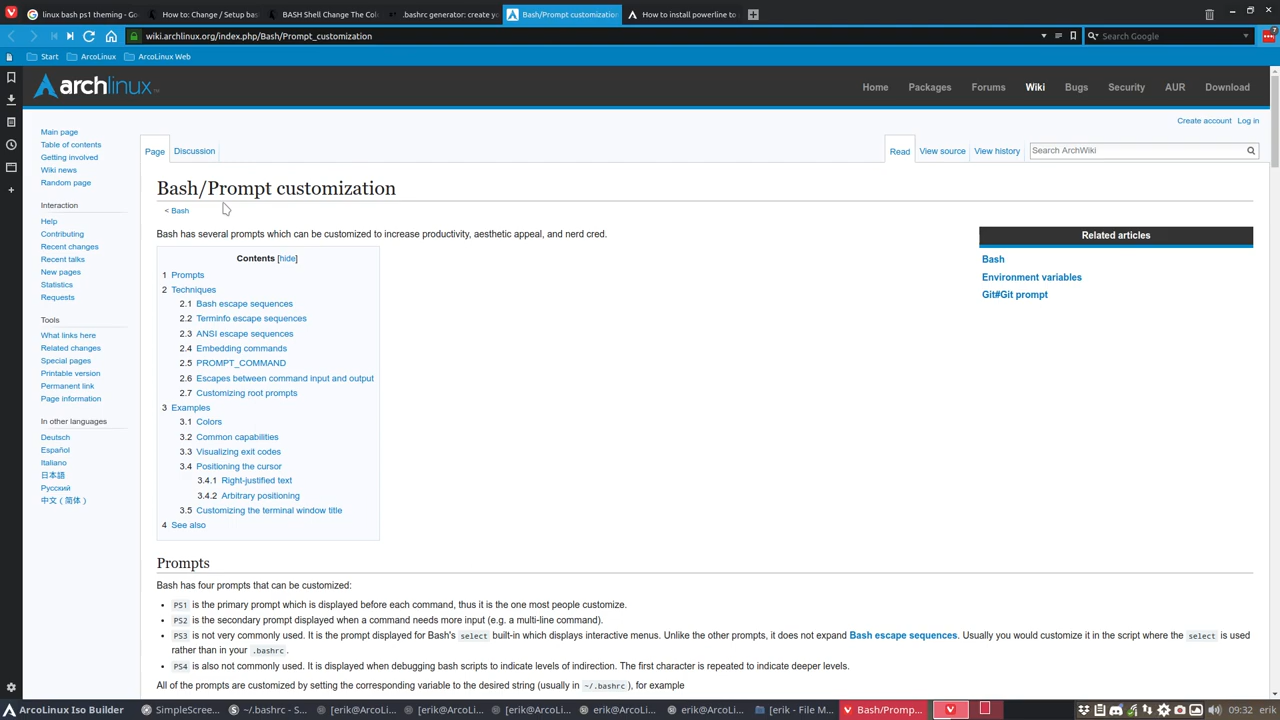 linux bash ps1 theming - Go
How to: Change / Setup bas
BASH Shell Change The Col
.bashrc generator: create yo
Bash/Prompt customization
How to install powerline to
wiki.archlinux.org/index.php/Bash/Prompt_customization
Search Google
Start
ArcoLinux
ArcoLinux Web
archlinux
Home
Packages
Forums
Wiki
Bugs
Security
AUR
Download
Create account
Log in
Main page
Table of contents
Getting involved
Wiki news
Random page
Interaction
Help
Contributing
Recent changes
Recent talks
New pages
Statistics
Requests
Tools
What links here
Related changes
Special pages
Printable version
Permanent link
Page information
In other languages
Deutsch
Español
Italiano
日本語
Русский
中文（简体）
Page
Discussion
Read
View source
View history
Search ArchWiki
Bash/Prompt customization
< Bash
Bash has several prompts which can be customized to increase productivity, aesthetic appeal, and nerd cred.
Contents [hide]
1 Prompts
2 Techniques
2.1 Bash escape sequences
2.2 Terminfo escape sequences
2.3 ANSI escape sequences
2.4 Embedding commands
2.5 PROMPT_COMMAND
2.6 Escapes between command input and output
2.7 Customizing root prompts
3 Examples
3.1 Colors
3.2 Common capabilities
3.3 Visualizing exit codes
3.4 Positioning the cursor
3.4.1 Right-justified text
3.4.2 Arbitrary positioning
3.5 Customizing the terminal window title
4 See also
Related articles
Bash
Environment variables
Git#Git prompt
Prompts
Bash has four prompts that can be customized:
• PS1 is the primary prompt which is displayed before each command, thus it is the one most people customize.
• PS2 is the secondary prompt displayed when a command needs more input (e.g. a multi-line command).
• PS3 is not very commonly used. It is the prompt displayed for Bash's select built-in which displays interactive menus. Unlike the other prompts, it does not expand Bash escape sequences. Usually you would customize it in the script where the select is used
rather than in your .bashrc.
• PS4 is also not commonly used. It is displayed when debugging bash scripts to indicate levels of indirection. The first character is repeated to indicate deeper levels.
All of the prompts are customized by setting the corresponding variable to the desired string (usually in ~/.bashrc), for example
ArcoLinux Iso Builder
SimpleScree...
~/.bashrc - S...
[erik@ArcoLi...
[erik@ArcoLi...
[erik@ArcoLi...
erik@ArcoLi...
erik@ArcoLi...
[erik - File M...
Bash/Promp...
09:32
erik